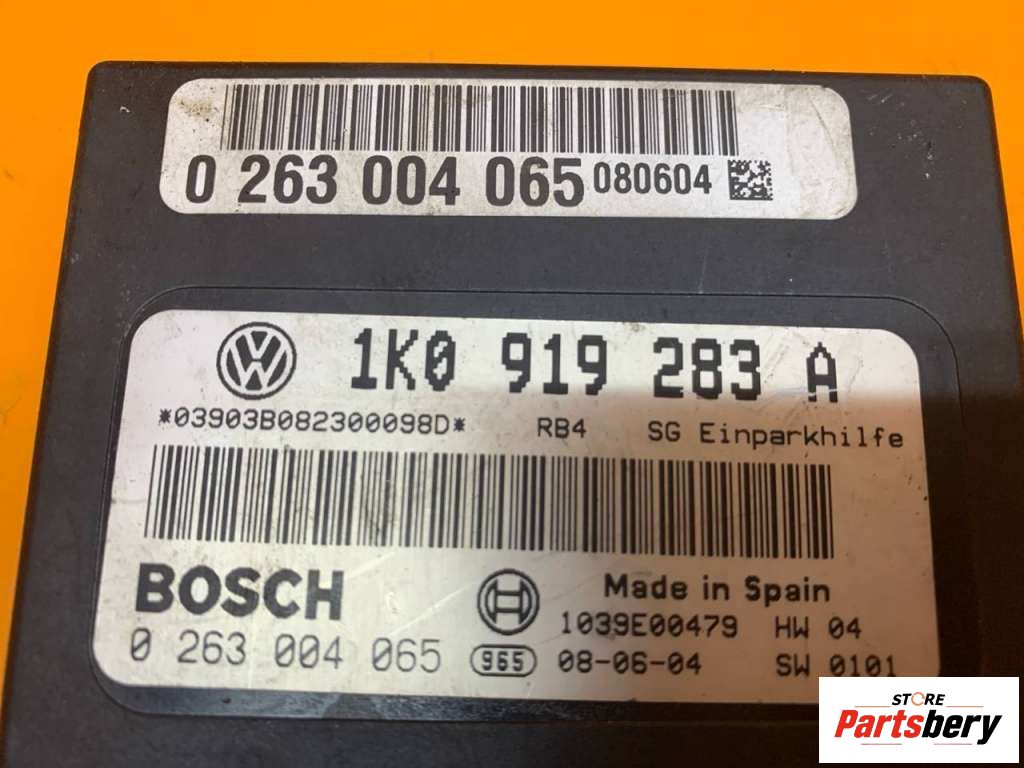 0 263 004 065 080604
VW 1K0 919 283 A
*03903B082300098D* RB4 SG Einparkhilfe
BOSCH Made in Spain
1039E00479 HW 04
0 263 004 065 965 08-06-04 SW 0101
STORE
Partsbery